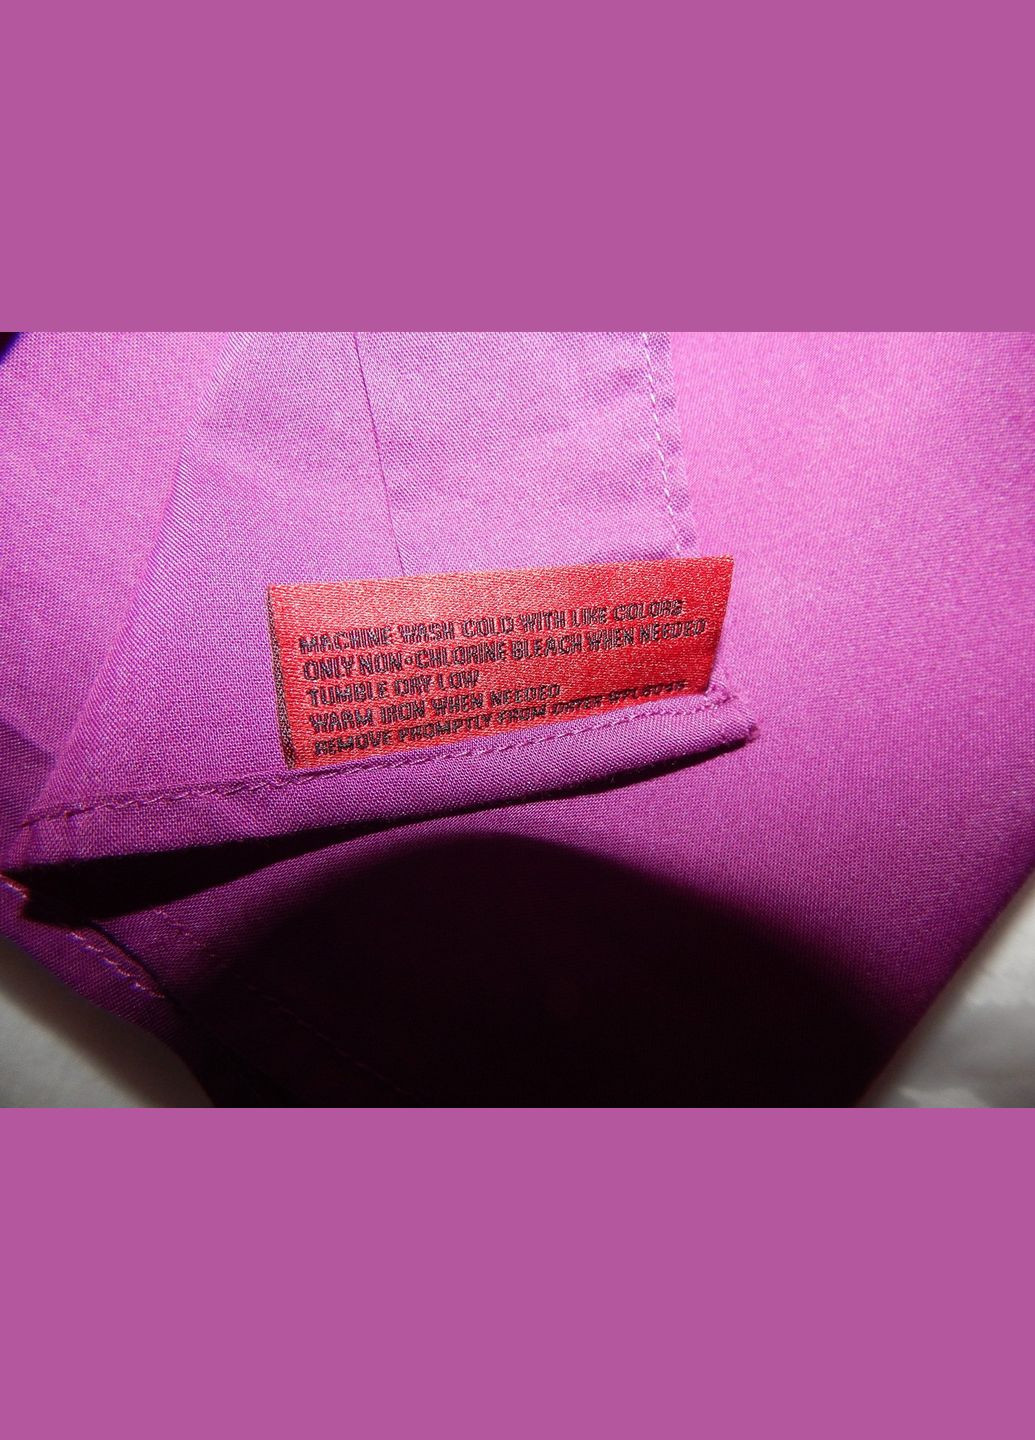 MACHINE WASH COLD WITH LIKE COLORS
ONLY NON-CHLORINE BLEACH WHEN NEEDED
TUMBLE DRY LOW
WARM IRON WHEN NEEDED
REMOVE PROMPTLY FROM DRYER